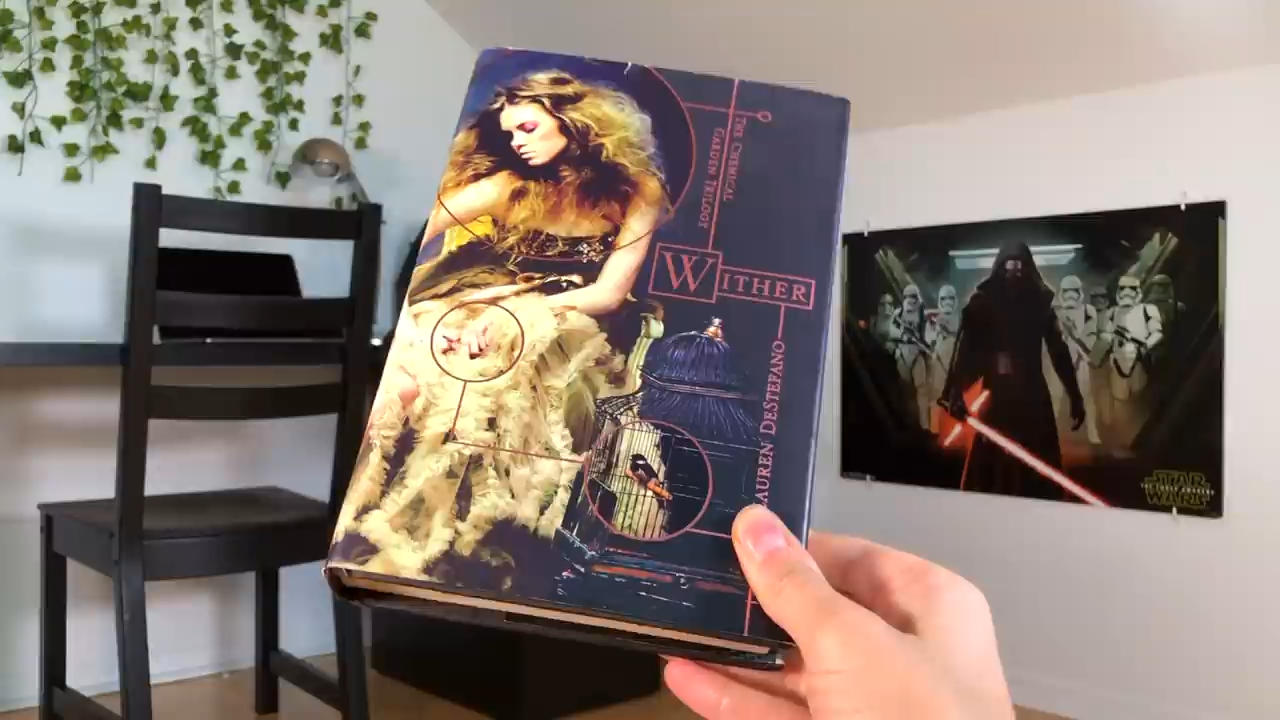 THE CHEMICAL
GARDEN TRILOGY
WITHER
LAUREN DESTEFANO
STAR
WARS